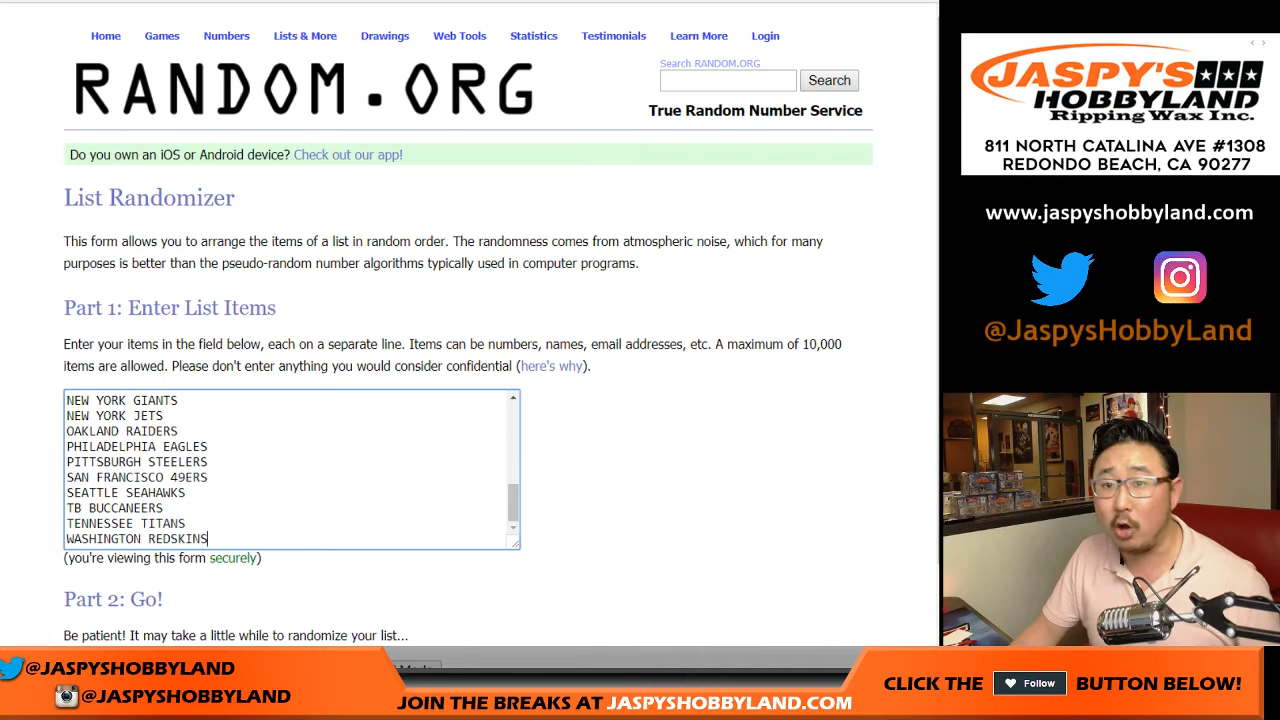 Home Games Numbers Lists & More Drawings Web Tools Statistics Testimonials Learn More Login
RANDOM.ORG
Search RANDOM.ORG
Search
True Random Number Service
Do you own an iOS or Android device? Check out our app!
List Randomizer
This form allows you to arrange the items of a list in random order. The randomness comes from atmospheric noise, which for many
purposes is better than the pseudo-random number algorithms typically used in computer programs.
Part 1: Enter List Items
Enter your items in the field below, each on a separate line. Items can be numbers, names, email addresses, etc. A maximum of 10,000
items are allowed. Please don't enter anything you would consider confidential (here's why).
NEW YORK GIANTS
NEW YORK JETS
OAKLAND RAIDERS
PHILADELPHIA EAGLES
PITTSBURGH STEELERS
SAN FRANCISCO 49ERS
SEATTLE SEAHAWKS
TB BUCCANEERS
TENNESSEE TITANS
WASHINGTON REDSKINS
(you're viewing this form securely)
Part 2: Go!
Be patient! It may take a little while to randomize your list...
JASPY'S
HOBBYLAND
Ripping Wax Inc.
811 NORTH CATALINA AVE #1308
REDONDO BEACH, CA 90277
www.jaspyshobbyland.com
@JaspysHobbyLand
@JASPYSHOBBYLAND
@JASPYSHOBBYLAND
JOIN THE BREAKS AT JASPYSHOBBYLAND.COM
CLICK THE Follow BUTTON BELOW!